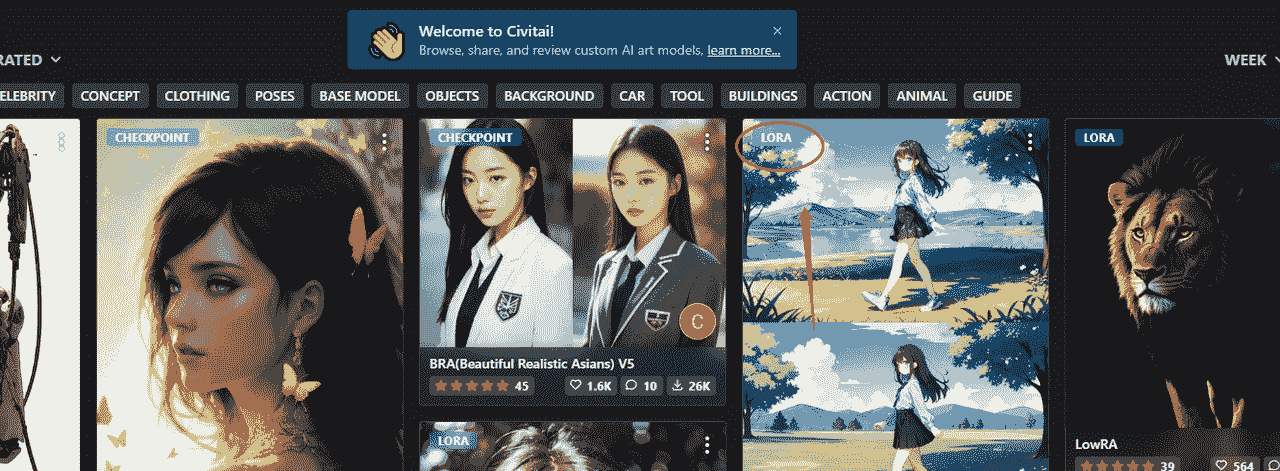 Welcome to Civitai!
Browse, share, and review custom AI art models, learn more...
RATED
WEEK
ELEBRITY CONCEPT CLOTHING POSES BASE MODEL OBJECTS BACKGROUND CAR TOOL BUILDINGS ACTION ANIMAL GUIDE
CHECKPOINT
CHECKPOINT
LORA
LORA
C
BRA(Beautiful Realistic Asians) V5
45 1.6K 10 26K
LORA
LowRA
39 564